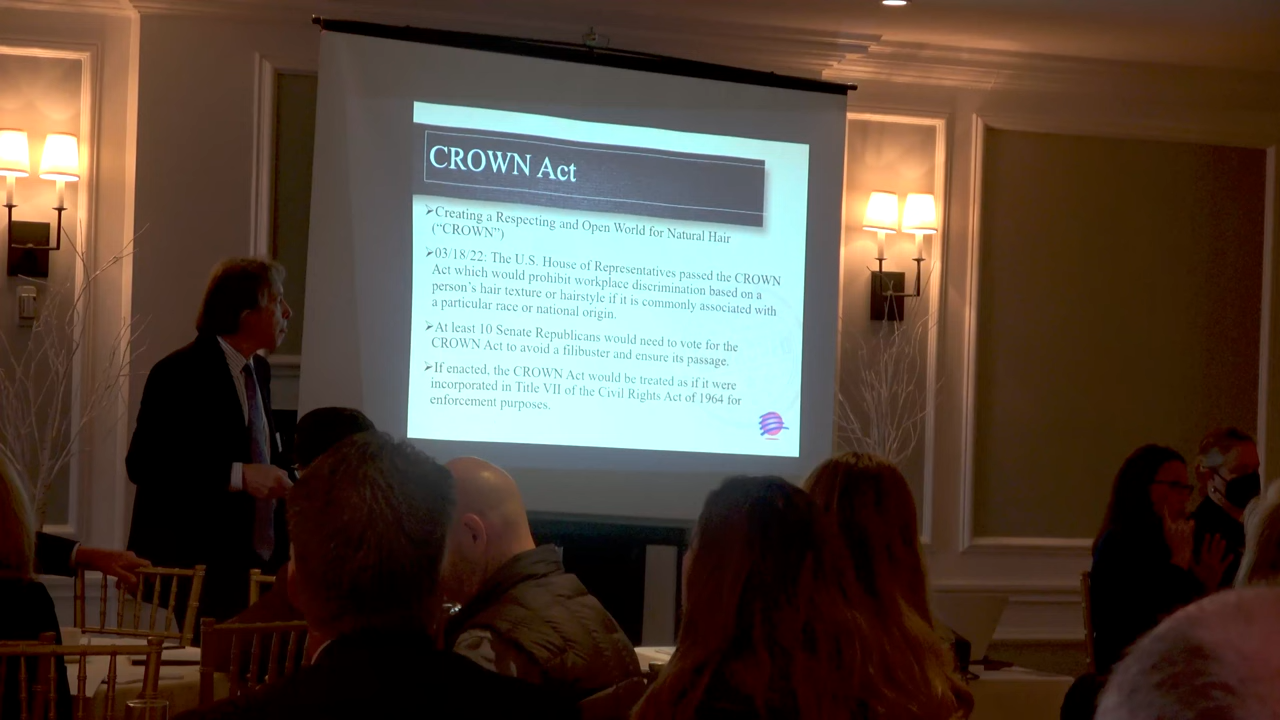 CROWN Act
➤Creating a Respecting and Open World for Natural Hair
(“CROWN”)
➤03/18/22: The U.S. House of Representatives passed the CROWN
Act which would prohibit workplace discrimination based on a
person’s hair texture or hairstyle if it is commonly associated with
a particular race or national origin.
➤At least 10 Senate Republicans would need to vote for the
CROWN Act to avoid a filibuster and ensure its passage.
➤If enacted, the CROWN Act would be treated as if it were
incorporated in Title VII of the Civil Rights Act of 1964 for
enforcement purposes.